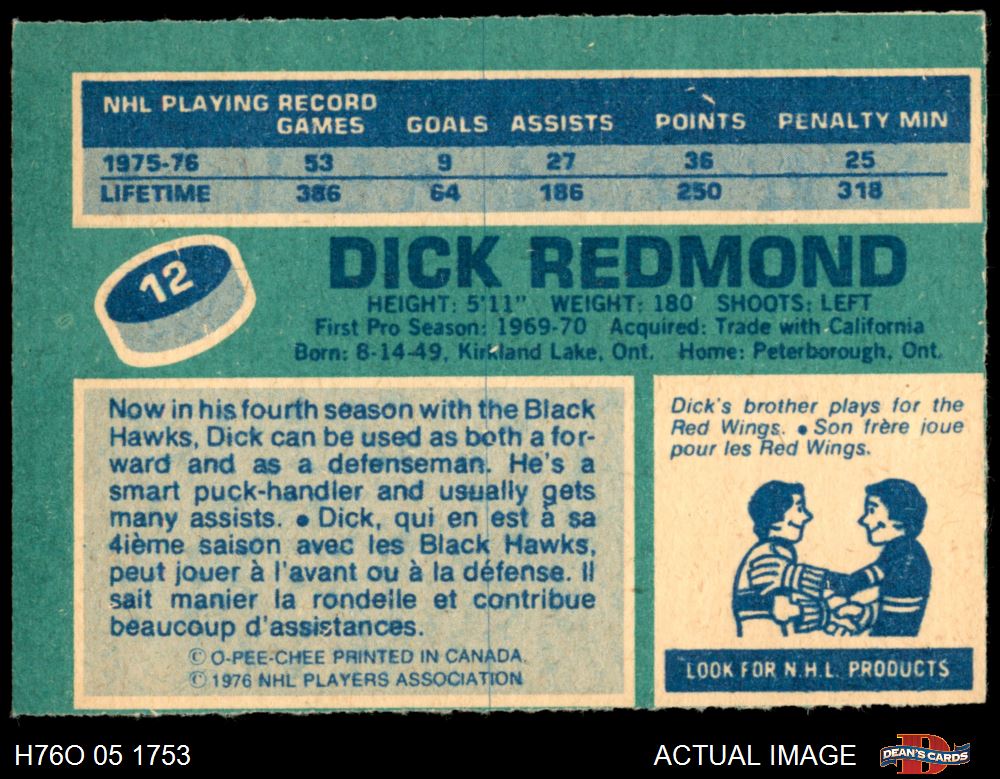 NHL PLAYING RECORD
GAMES GOALS ASSISTS POINTS PENALTY MIN
1975-76 53 9 27 36 25
LIFETIME 386 64 186 250 318
12
DICK REDMOND
HEIGHT: 5'11" WEIGHT: 180 SHOOTS: LEFT
First Pro Season: 1969-70 Acquired: Trade with California
Born: 8-14-49, Kirkland Lake, Ont. Home: Peterborough, Ont.
Now in his fourth season with the Black
Hawks, Dick can be used as both a for-
ward and as a defenseman. He's a
smart puck-handler and usually gets
many assists. • Dick, qui en est à sa
4ième saison avec les Black Hawks,
peut jouer à l'avant ou à la défense. Il
sait manier la rondelle et contribue
beaucoup d'assistances.
© O-PEE-CHEE PRINTED IN CANADA
© 1976 NHL PLAYERS ASSOCIATION
Dick's brother plays for the
Red Wings. • Son frère joue
pour les Red Wings.
LOOK FOR N.H.L. PRODUCTS
H76O 05 1753
ACTUAL IMAGE
DEAN'S CARDS